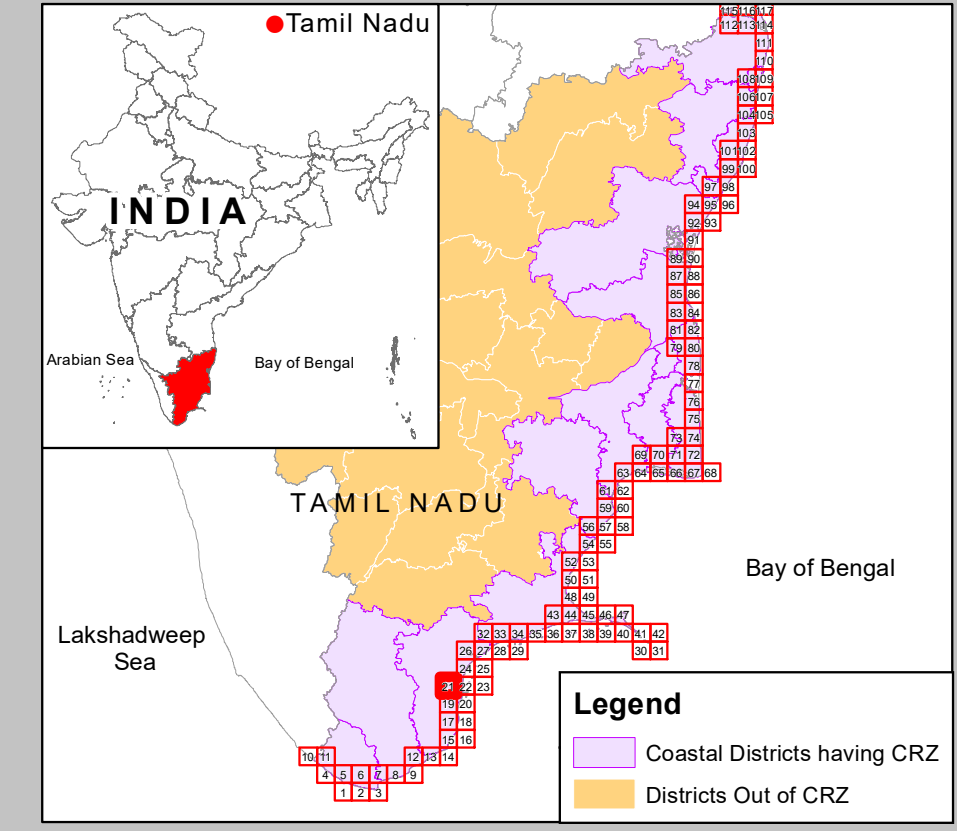 Tamil Nadu
INDIA
Arabian Sea
Bay of Bengal
115 116 117
112 113 114
111
110
108 109
106 107
104 105
103
101 102
99 100
97 98
94 95 96
92 93
91
89 90
87 88
85 86
83 84
81 82
79 80
78
77
76
75
73 74
69 70 71 72
63 64 65 66 67 68
61 62
TAMIL NADU
59 60
56 57 58
54 55
52 53
Bay of Bengal
50 51
48 49
43 44 45 46 47
32 33 34 35 36 37 38 39 40 41 42
Lakshadweep
Sea
26 27 28 29 30 31
24 25
21 22 23
19 20
17 18
15 16
10 11 12 13 14
4 5 6 7 8 9
1 2 3
Legend
Coastal Districts having CRZ
Districts Out of CRZ